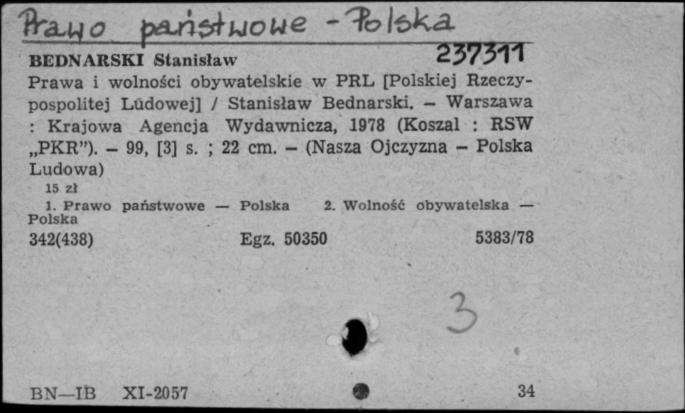 Prawo państwowe - Polska
BEDNARSKI Stanisław 237311
Prawa i wolności obywatelskie w PRL [Polskiej Rzeczy-
pospolitej Ludowej] / Stanisław Bednarski. — Warszawa
: Krajowa Agencja Wydawnicza, 1978 (Koszal : RSW
„PKR”). — 99, [3] s. ; 22 cm. — (Nasza Ojczyzna — Polska
Ludowa)
15 zł
1. Prawo państwowe — Polska 2. Wolność obywatelska —
Polska
342(438) Egz. 50350 5383/78
3
BN—IB XI-2057 34